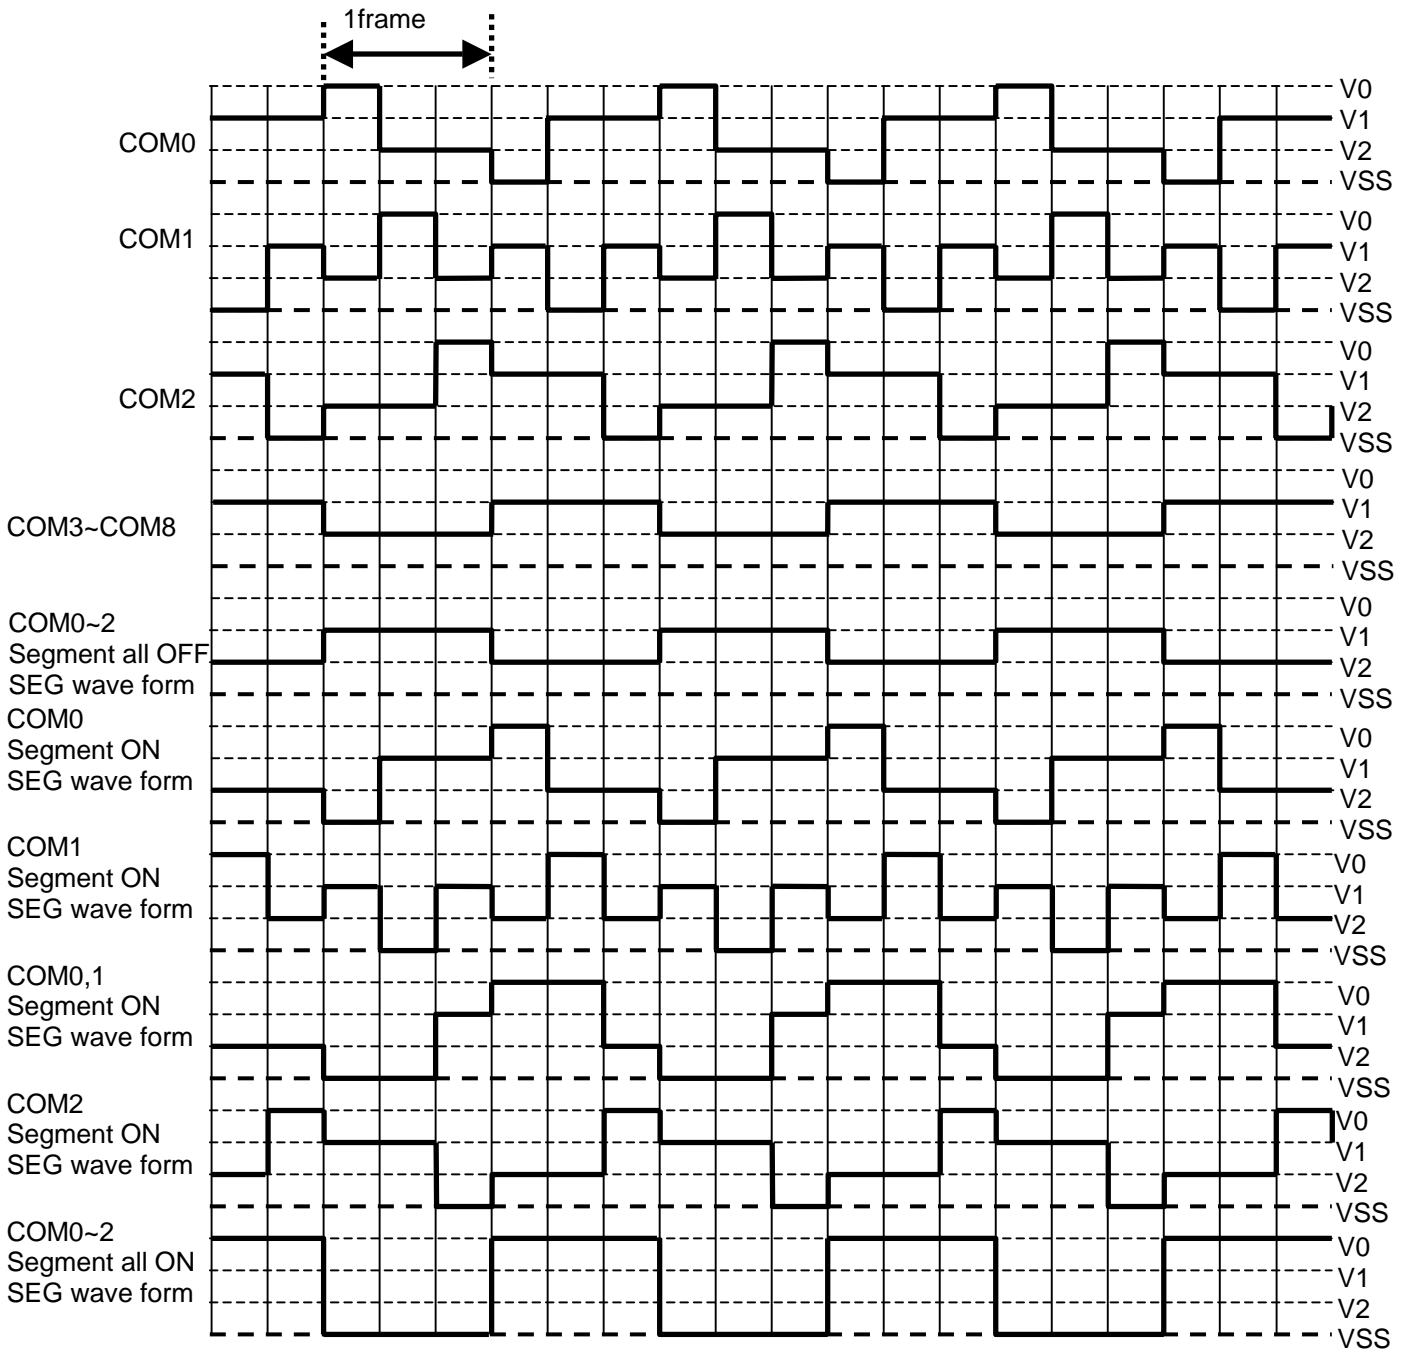 1frame
COM0
V0
V1
V2
VSS
COM1
V0
V1
V2
VSS
COM2
V0
V1
V2
VSS
COM3~COM8
V0
V1
V2
VSS
COM0~2
Segment all OFF
SEG wave form
V0
V1
V2
VSS
COM0
Segment ON
SEG wave form
V0
V1
V2
VSS
COM1
Segment ON
SEG wave form
V0
V1
V2
VSS
COM0,1
Segment ON
SEG wave form
V0
V1
V2
VSS
COM2
Segment ON
SEG wave form
V0
V1
V2
VSS
COM0~2
Segment all ON
SEG wave form
V0
V1
V2
VSS